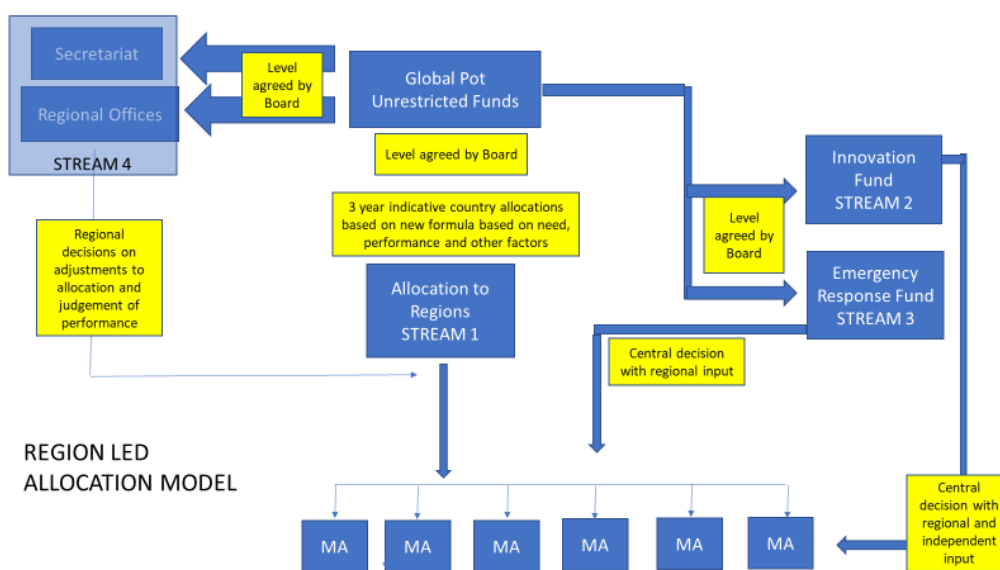 Secretariat
Regional Offices
STREAM 4
Level
agreed by
Board
Global Pot
Unrestricted Funds
Level agreed by Board
3 year indicative country allocations
based on new formula based on need,
performance and other factors
Allocation to
Regions
STREAM 1
Innovation
Fund
STREAM 2
Level
agreed by
Board
Emergency
Response Fund
STREAM 3
Regional
decisions on
adjustments to
allocation and
judgement of
performance
Central decision
with regional input
REGION LED
ALLOCATION MODEL
Central
decision with
regional and
independent
input
MA
MA
MA
MA
MA
MA